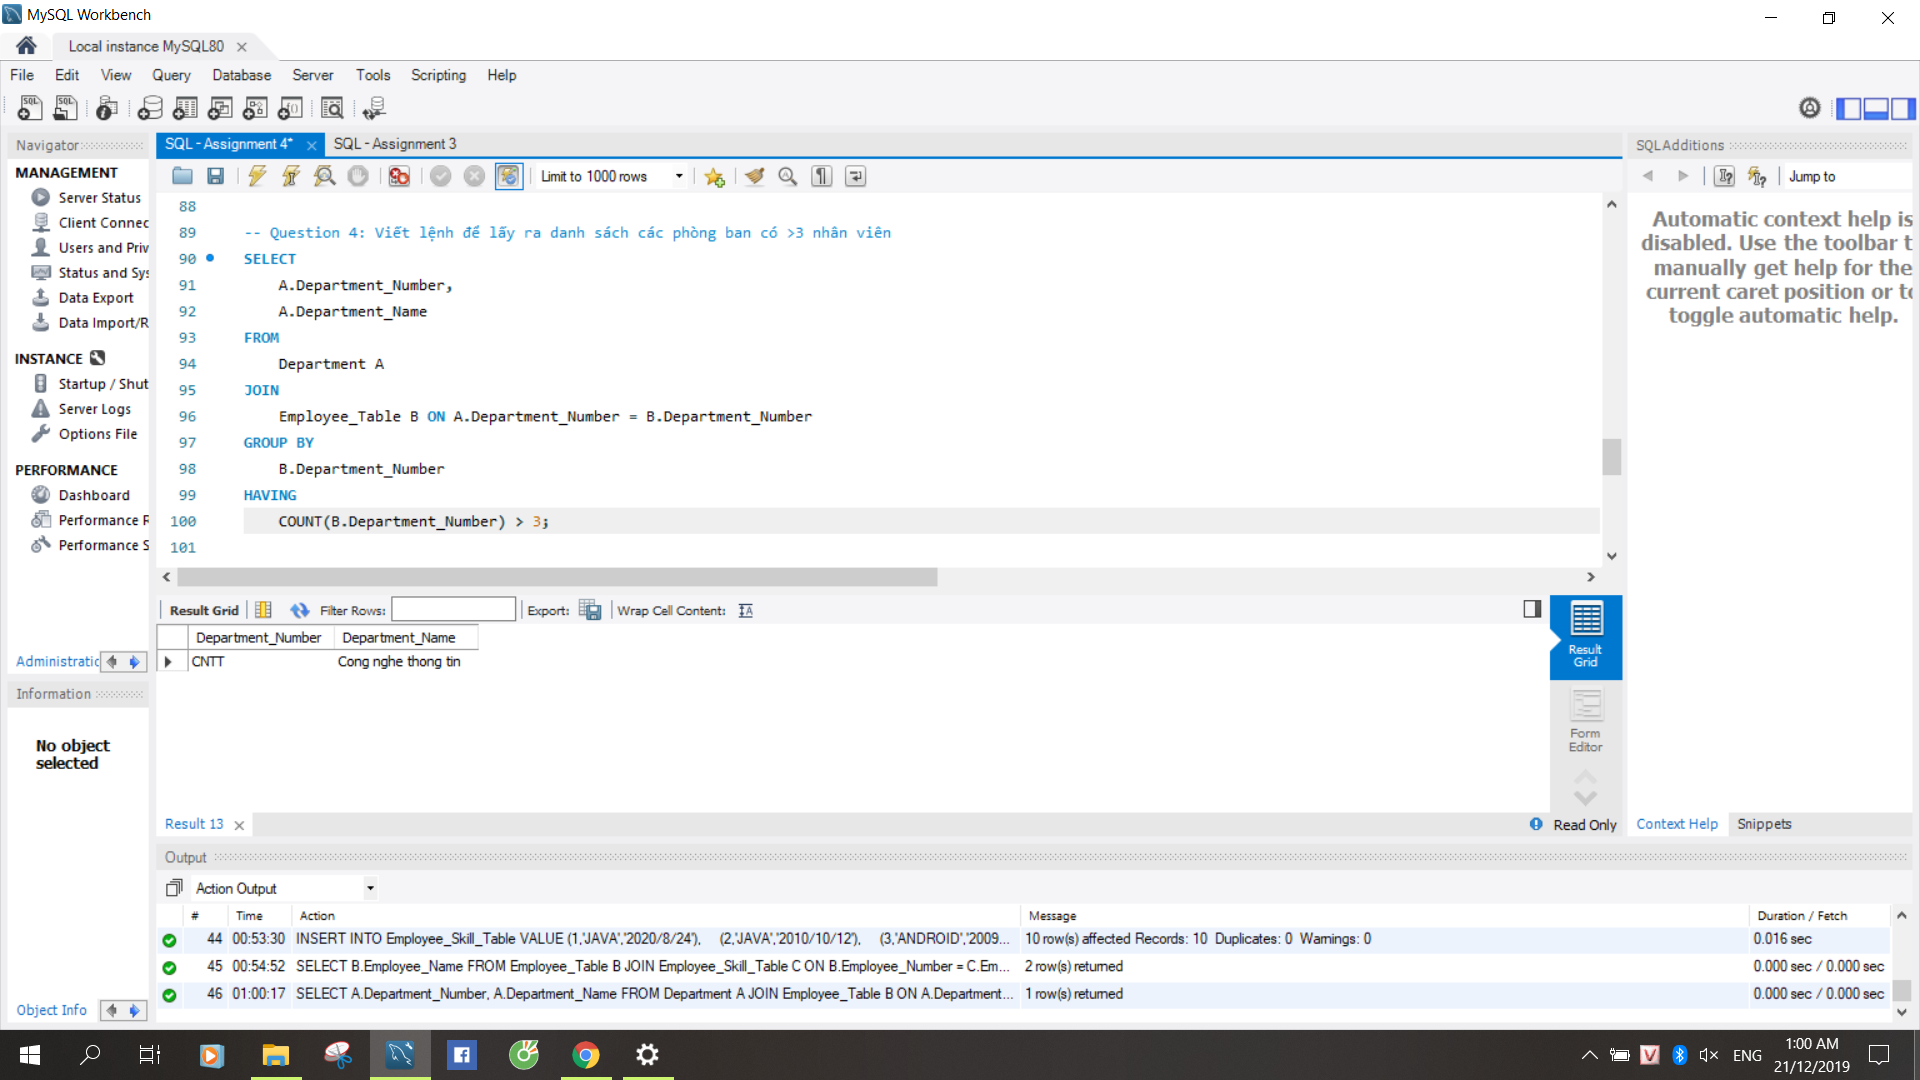 MySQL Workbench
Local instance MySQL80
File Edit View Query Database Server Tools Scripting Help
Navigator
MANAGEMENT
Server Status
Client Connec
Users and Priv
Status and Sys
Data Export
Data Import/R
INSTANCE
Startup / Shut
Server Logs
Options File
PERFORMANCE
Dashboard
Performance R
Performance S
Administratic
Information
No object
selected
Object Info
SQL - Assignment 4*
SQL - Assignment 3
Limit to 1000 rows
88
89 -- Question 4: Viết lệnh để lấy ra danh sách các phòng ban có >3 nhân viên
90 SELECT
91 A.Department_Number,
92 A.Department_Name
93 FROM
94 Department A
95 JOIN
96 Employee_Table B ON A.Department_Number = B.Department_Number
97 GROUP BY
98 B.Department_Number
99 HAVING
100 COUNT(B.Department_Number) > 3;
101
Result Grid Filter Rows: Export: Wrap Cell Content:
Department_Number Department_Name
CNTT Cong nghe thong tin
Result
Grid
Form
Editor
Result 13
Read Only
SQLAdditions
Jump to
Automatic context help is
disabled. Use the toolbar t
manually get help for the
current caret position or to
toggle automatic help.
Context Help Snippets
Output
Action Output
# Time Action Message Duration / Fetch
44 00:53:30 INSERT INTO Employee_Skill_Table VALUE (1,'JAVA','2020/8/24'), (2,'JAVA','2010/10/12'), (3,'ANDROID','2009... 10 row(s) affected Records: 10 Duplicates: 0 Warnings: 0 0.016 sec
45 00:54:52 SELECT B.Employee_Name FROM Employee_Table B JOIN Employee_Skill_Table C ON B.Employee_Number = C.Em... 2 row(s) returned 0.000 sec / 0.000 sec
46 01:00:17 SELECT A.Department_Number, A.Department_Name FROM Department A JOIN Employee_Table B ON A.Department... 1 row(s) returned 0.000 sec / 0.000 sec
ENG
1:00 AM
21/12/2019